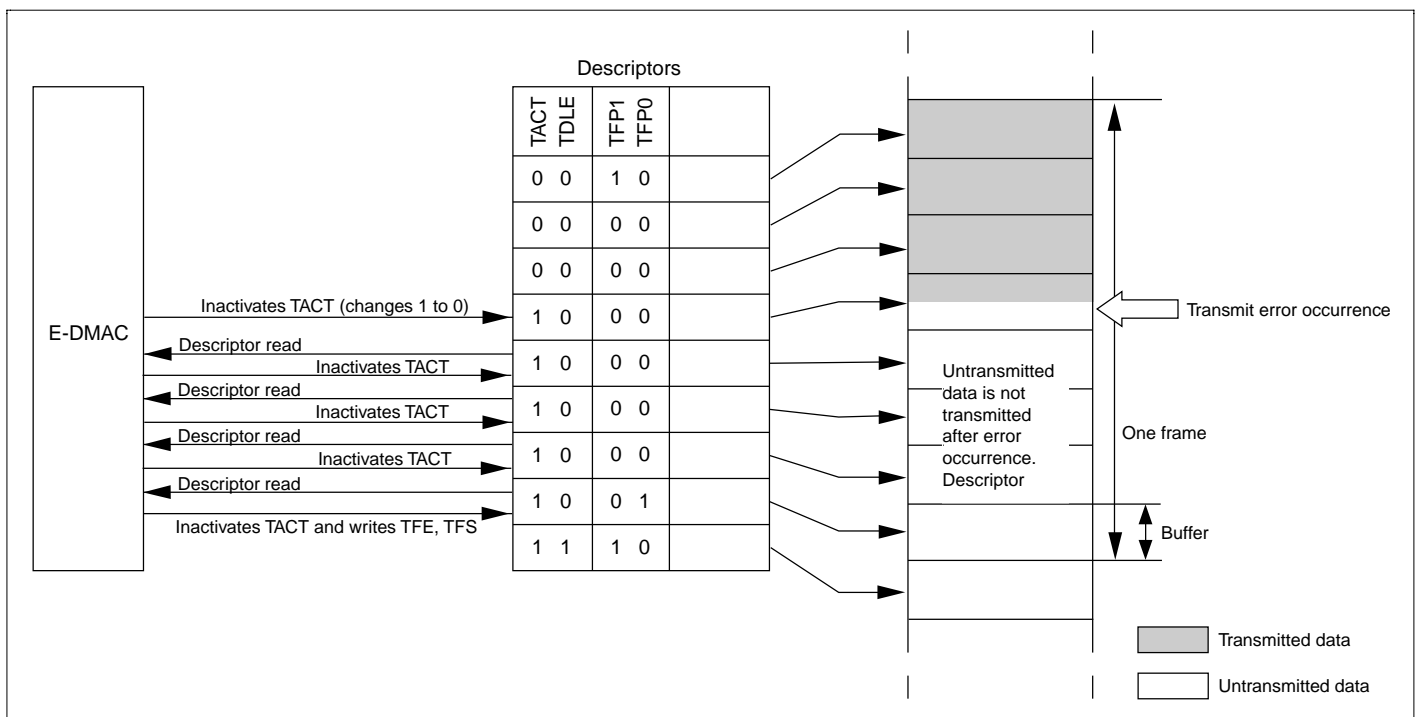 Descriptors
TACT TDLE TFP1 TFP0
0 0 1 0
0 0 0 0
0 0 0 0
Inactivates TACT (changes 1 to 0)
1 0 0 0
Transmit error occurrence
E-DMAC
Descriptor read
1 0 0 0
Inactivates TACT
Descriptor read
1 0 0 0
Inactivates TACT
Descriptor read
1 0 0 0
Inactivates TACT
Descriptor read
1 0 0 1
Inactivates TACT and writes TFE, TFS
1 1 1 0
Untransmitted
data is not
transmitted
after error
occurrence.
Descriptor
One frame
Buffer
Transmitted data
Untransmitted data